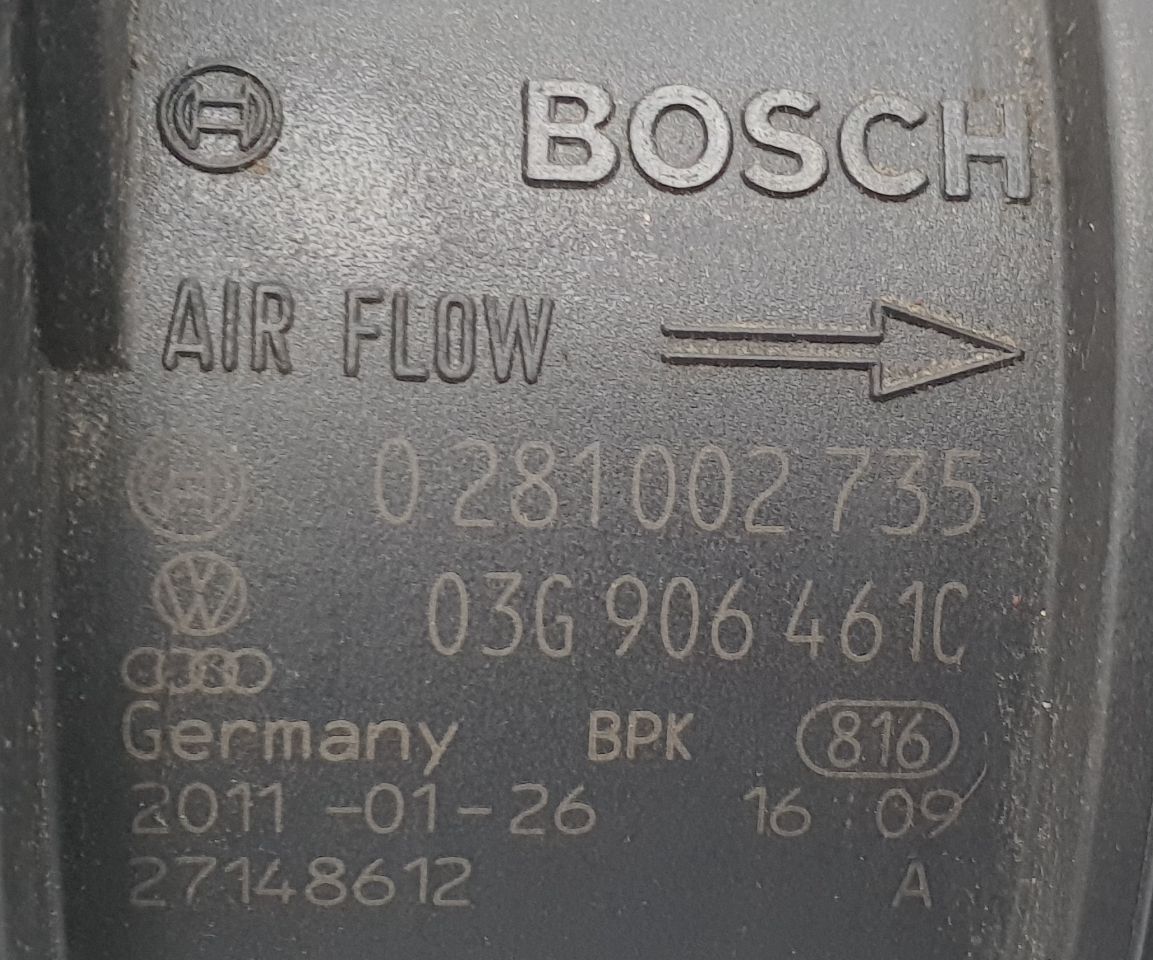 BOSCH
AIR FLOW
0 281 002 735
03G 906 461C
Germany BPK 816
2011-01-26 16:09
27148612 A